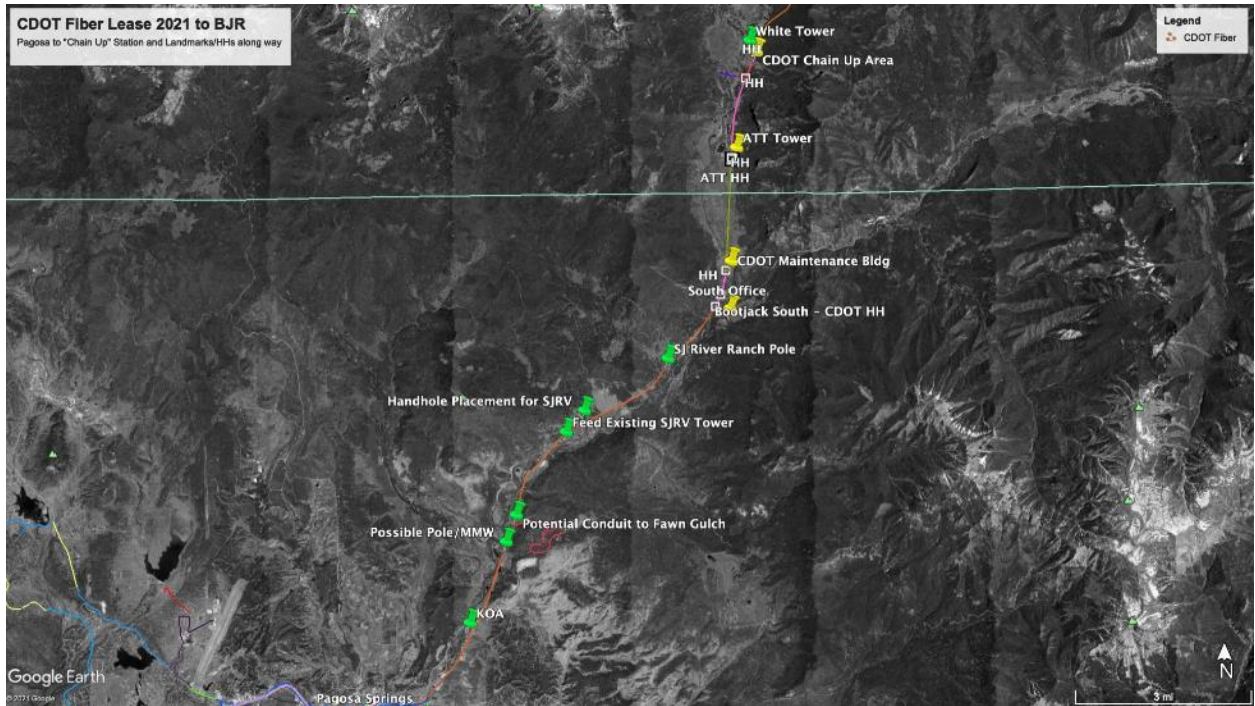 CDOT Fiber Lease 2021 to BJR
Pagosa to "Chain Up" Station and Landmarks/HHs along way
Legend
CDOT Fiber
White Tower
HH
CDOT Chain Up Area
HH
ATT Tower
HH
ATT HH
CDOT Maintenance Bldg
HH
South Office
Bootjack South - CDOT HH
SJ River Ranch Pole
Handhole Placement for SJRV
Feed Existing SJRV Tower
Potential Conduit to Fawn Gulch
Possible Pole/MMW
KOA
Pagosa Springs
Google Earth
© 2021 Google
N
3 mi